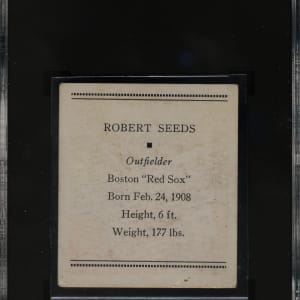 ROBERT SEEDS
Outfielder
Boston "Red Sox"
Born Feb. 24, 1908
Height, 6 ft.
Weight, 177 lbs.